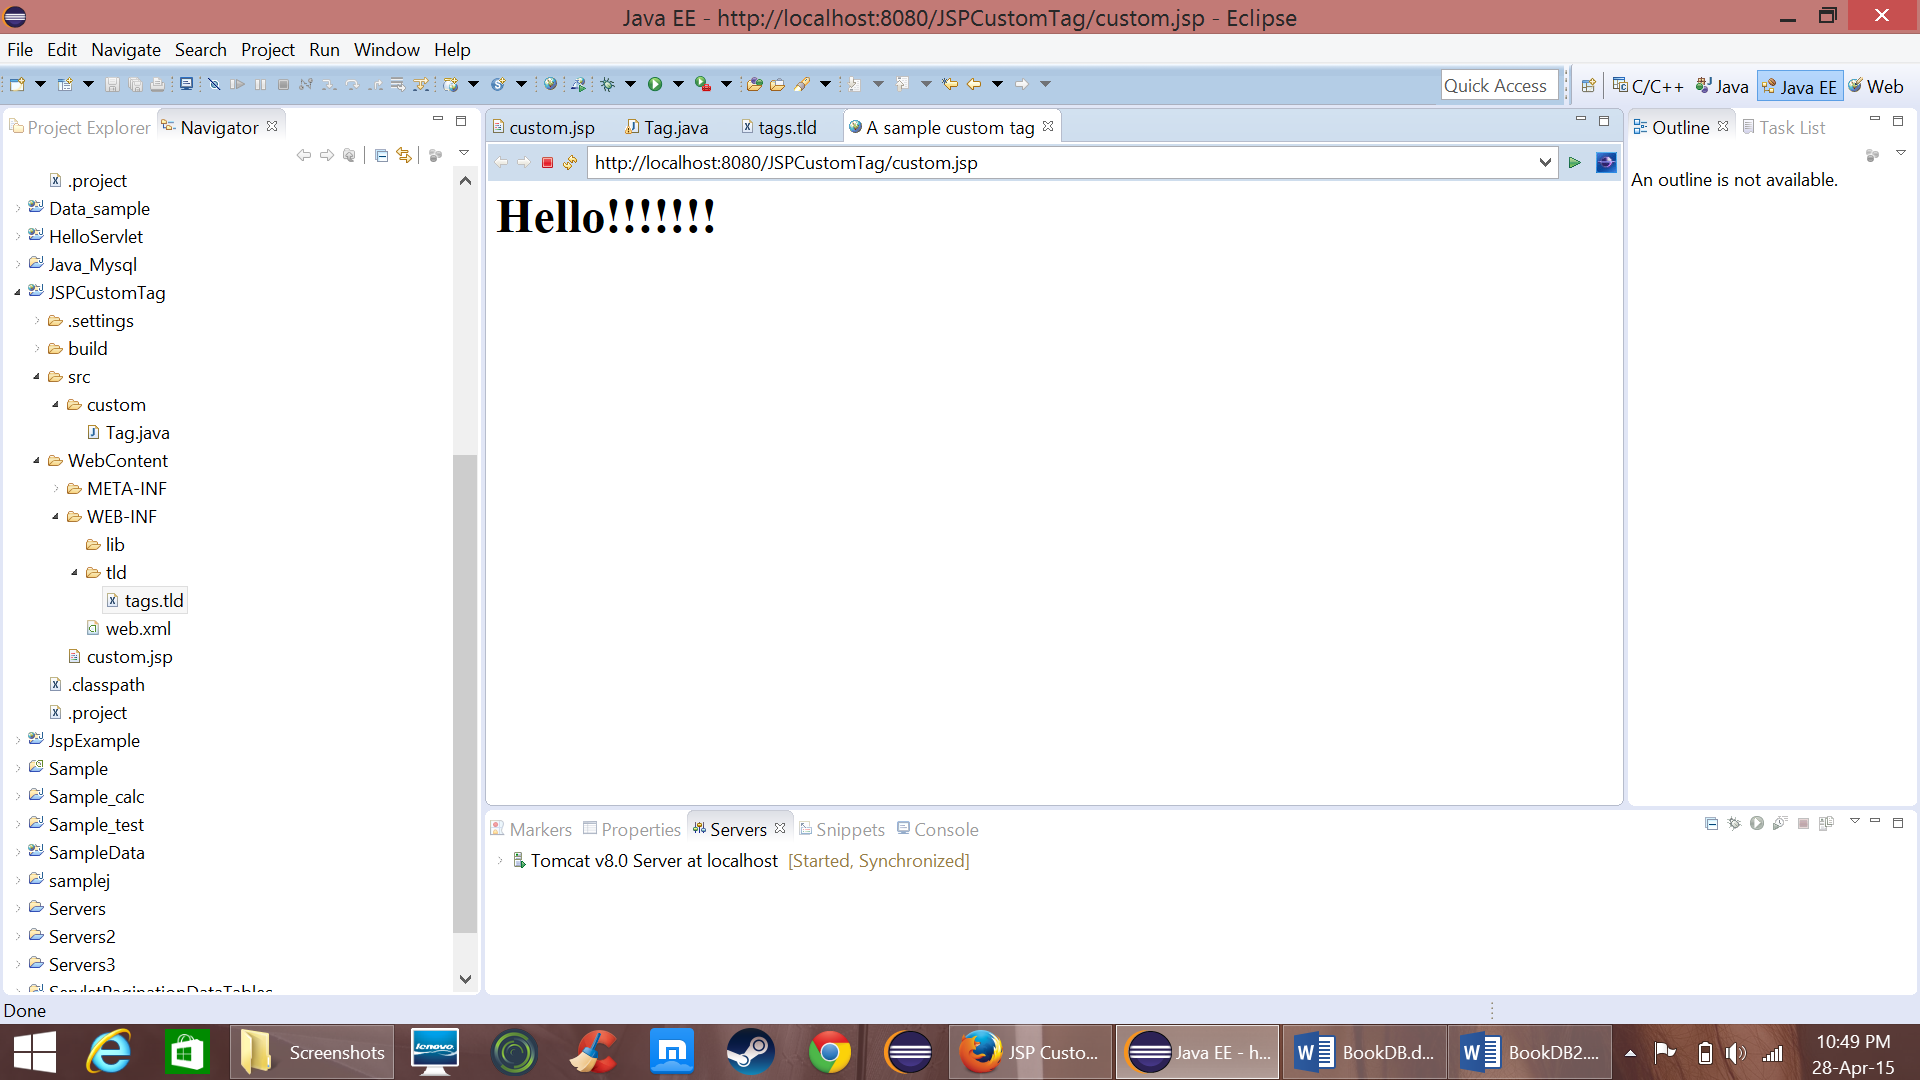 Java EE - http://localhost:8080/JSPCustomTag/custom.jsp - Eclipse
File Edit Navigate Search Project Run Window Help
Quick Access C/C++ Java Java EE Web
Project Explorer Navigator
custom.jsp Tag.java tags.tld A sample custom tag
Outline Task List
http://localhost:8080/JSPCustomTag/custom.jsp
An outline is not available.
Hello!!!!!!!
.project
Data_sample
HelloServlet
Java_Mysql
JSPCustomTag
.settings
build
src
custom
Tag.java
WebContent
META-INF
WEB-INF
lib
tld
tags.tld
web.xml
custom.jsp
.classpath
.project
JspExample
Sample
Sample_calc
Sample_test
SampleData
samplej
Servers
Servers2
Servers3
ServletPaginationDataTables
Markers Properties Servers Snippets Console
Tomcat v8.0 Server at localhost [Started, Synchronized]
Done
Screenshots
lenovo
JSP Custo...
Java EE - h...
BookDB.d...
BookDB2....
10:49 PM
28-Apr-15